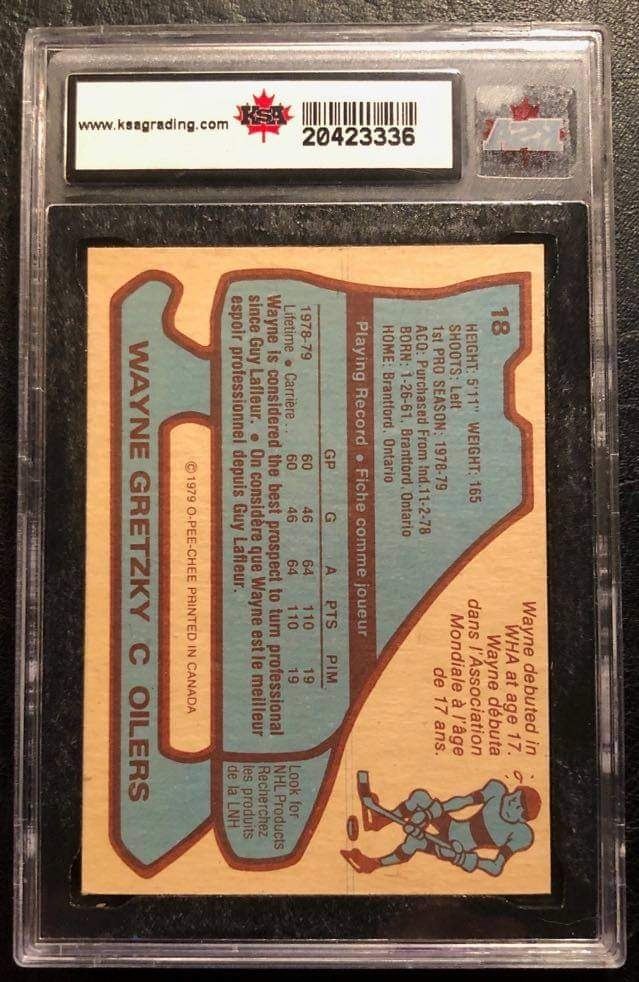 www.ksagrading.com
KSA
20423336
KSA
18
HEIGHT: 5'11" WEIGHT: 165
SHOOTS: Left
1st PRO SEASON: 1978-79
ACQ: Purchased From Ind. 11-2-78
BORN: 1-26-61, Brantford, Ontario
HOME: Brantford, Ontario
Wayne debuted in
WHA at age 17.
Wayne débuta
dans l'Association
Mondiale à l'âge
de 17 ans.
Playing Record • Fiche comme joueur
GP G A PTS PIM
1978-79 60 46 64 110 19
Lifetime • Carrière... 60 46 64 110 19
Wayne is considered the best prospect to turn professional
since Guy Lafleur. • On considère que Wayne est le meilleur
espoir professionnel depuis Guy Lafleur.
Look for
NHL Products
Recherchez
les produits
de la LNH
© 1979 O-PEE-CHEE PRINTED IN CANADA
WAYNE GRETZKY C OILERS